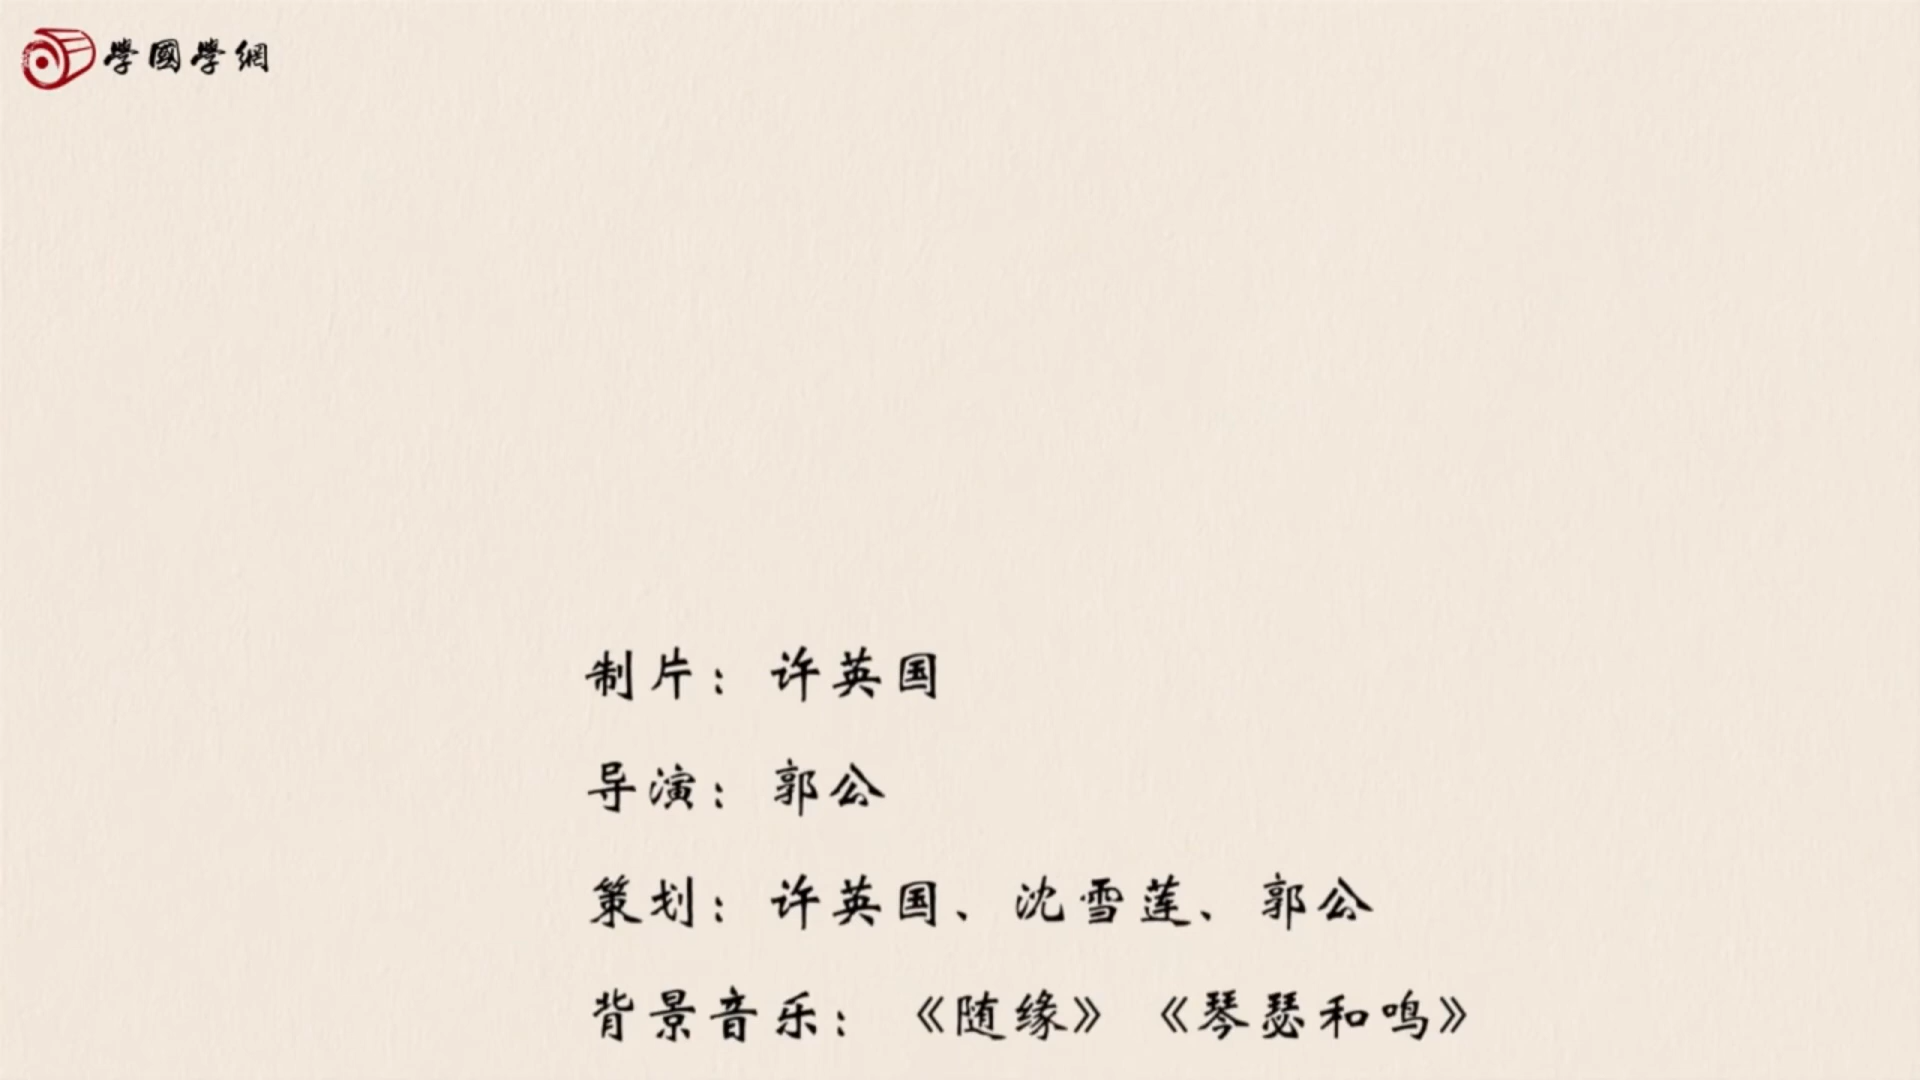 學國學網
制片：许英国
导演：郭公
策划：许英国、沈雪莲、郭公
背景音乐：《随缘》《琴瑟和鸣》